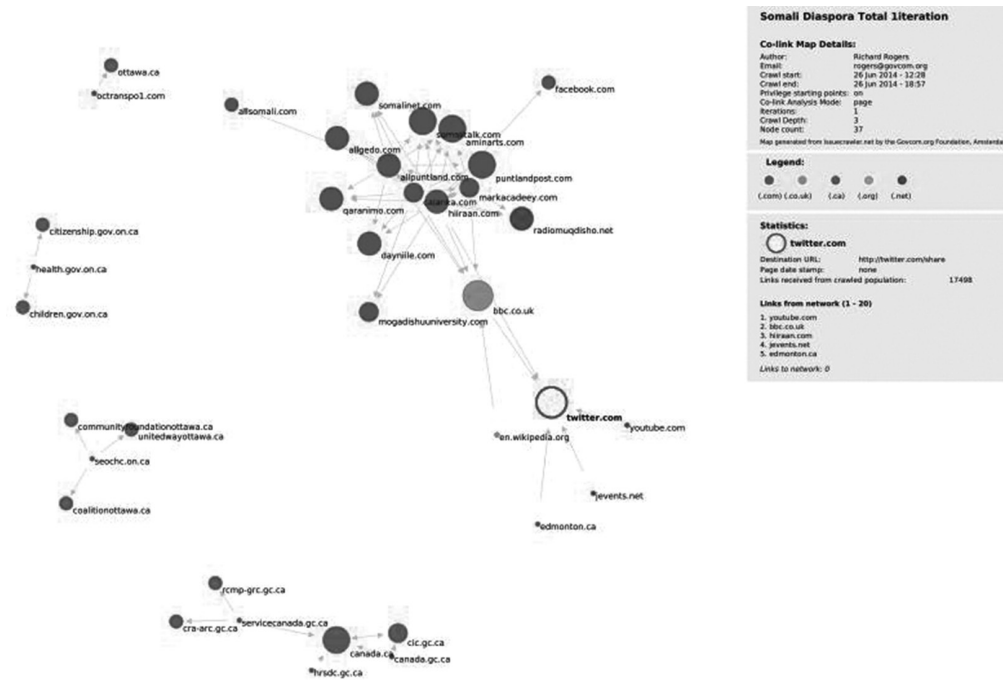 Somali Diaspora Total 1iteration
Co-link Map Details:
Author: Richard Rogers
Email: rogers@govcom.org
Crawl start: 26 Jun 2014 - 12:28
Crawl end: 26 Jun 2014 - 18:57
Privilege starting points: on
Co-link Analysis Mode: page
Iterations: 1
Crawl Depth: 3
Node count: 37
Map generated from Issuecrawler.net by the Govcom.org Foundation,
Legend:
(.com) (.co.uk) (.ca) (.org) (.net)
Statistics:
twitter.com
Destination URL: http://twitter.com/share
Page date stamp: none
Links received from crawled population: 17498
Links from network (1 - 20)
1. youtube.com
2. bbc.co.uk
3. hiiraan.com
4. jevents.net
5. edmonton.ca
Links to network: 0
ottawa.ca
octranspo1.com
allsomali.com
facebook.com
somalinet.com
aminarts.com
allgedo.com
allpuntland.com
puntlandpost.com
markacadeey.com
qaranimo.com
hiiraan.com
radiomuqdisho.net
citizenship.gov.on.ca
dayniile.com
health.gov.on.ca
children.gov.on.ca
mogadishuuniversity.com
bbc.co.uk
twitter.com
youtube.com
communityfoundationottawa.ca
unitedwayottawa.ca
en.wikipedia.org
seochc.on.ca
jevents.net
coalitionottawa.ca
edmonton.ca
rcmp-grc.gc.ca
cra-arc.gc.ca
servicecanada.gc.ca
cic.gc.ca
canada.ca
canada.gc.ca
hrsdc.gc.ca